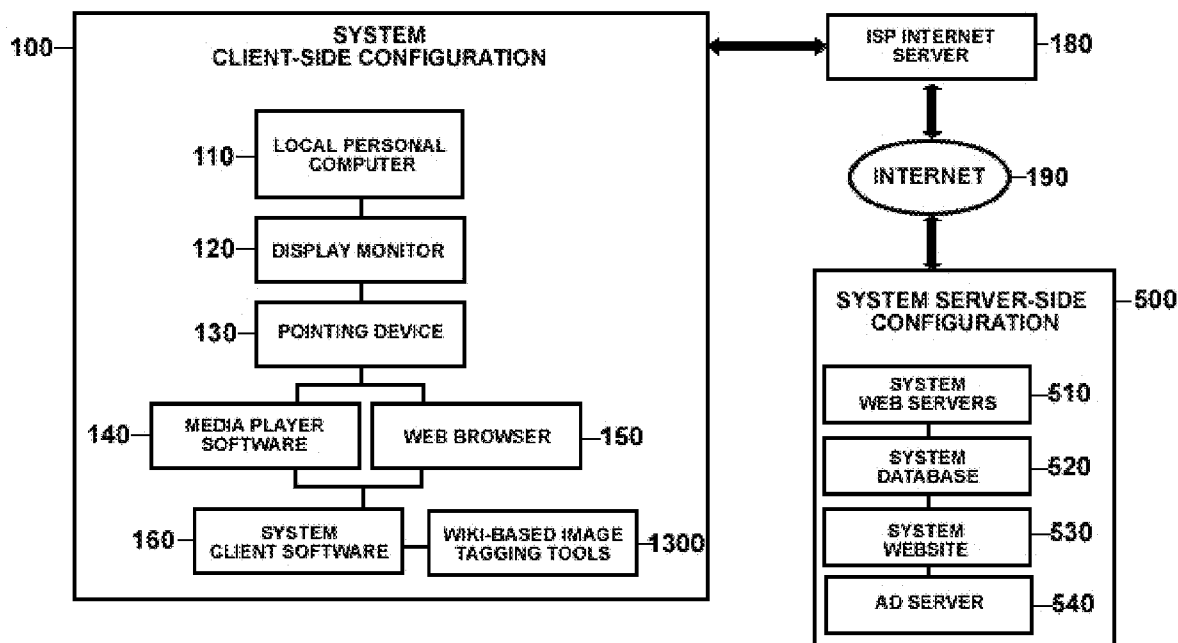 100
SYSTEM
CLIENT-SIDE CONFIGURATION
110
LOCAL PERSONAL
COMPUTER
120
DISPLAY MONITOR
130
POINTING DEVICE
140
MEDIA PLAYER
SOFTWARE
WEB BROWSER
150
160
SYSTEM
CLIENT SOFTWARE
WIKI-BASED IMAGE
TAGGING TOOLS
1300
ISP INTERNET
SERVER
180
INTERNET
190
SYSTEM SERVER-SIDE
CONFIGURATION
500
SYSTEM
WEB SERVERS
510
SYSTEM
DATABASE
520
SYSTEM
WEBSITE
530
AD SERVER
540